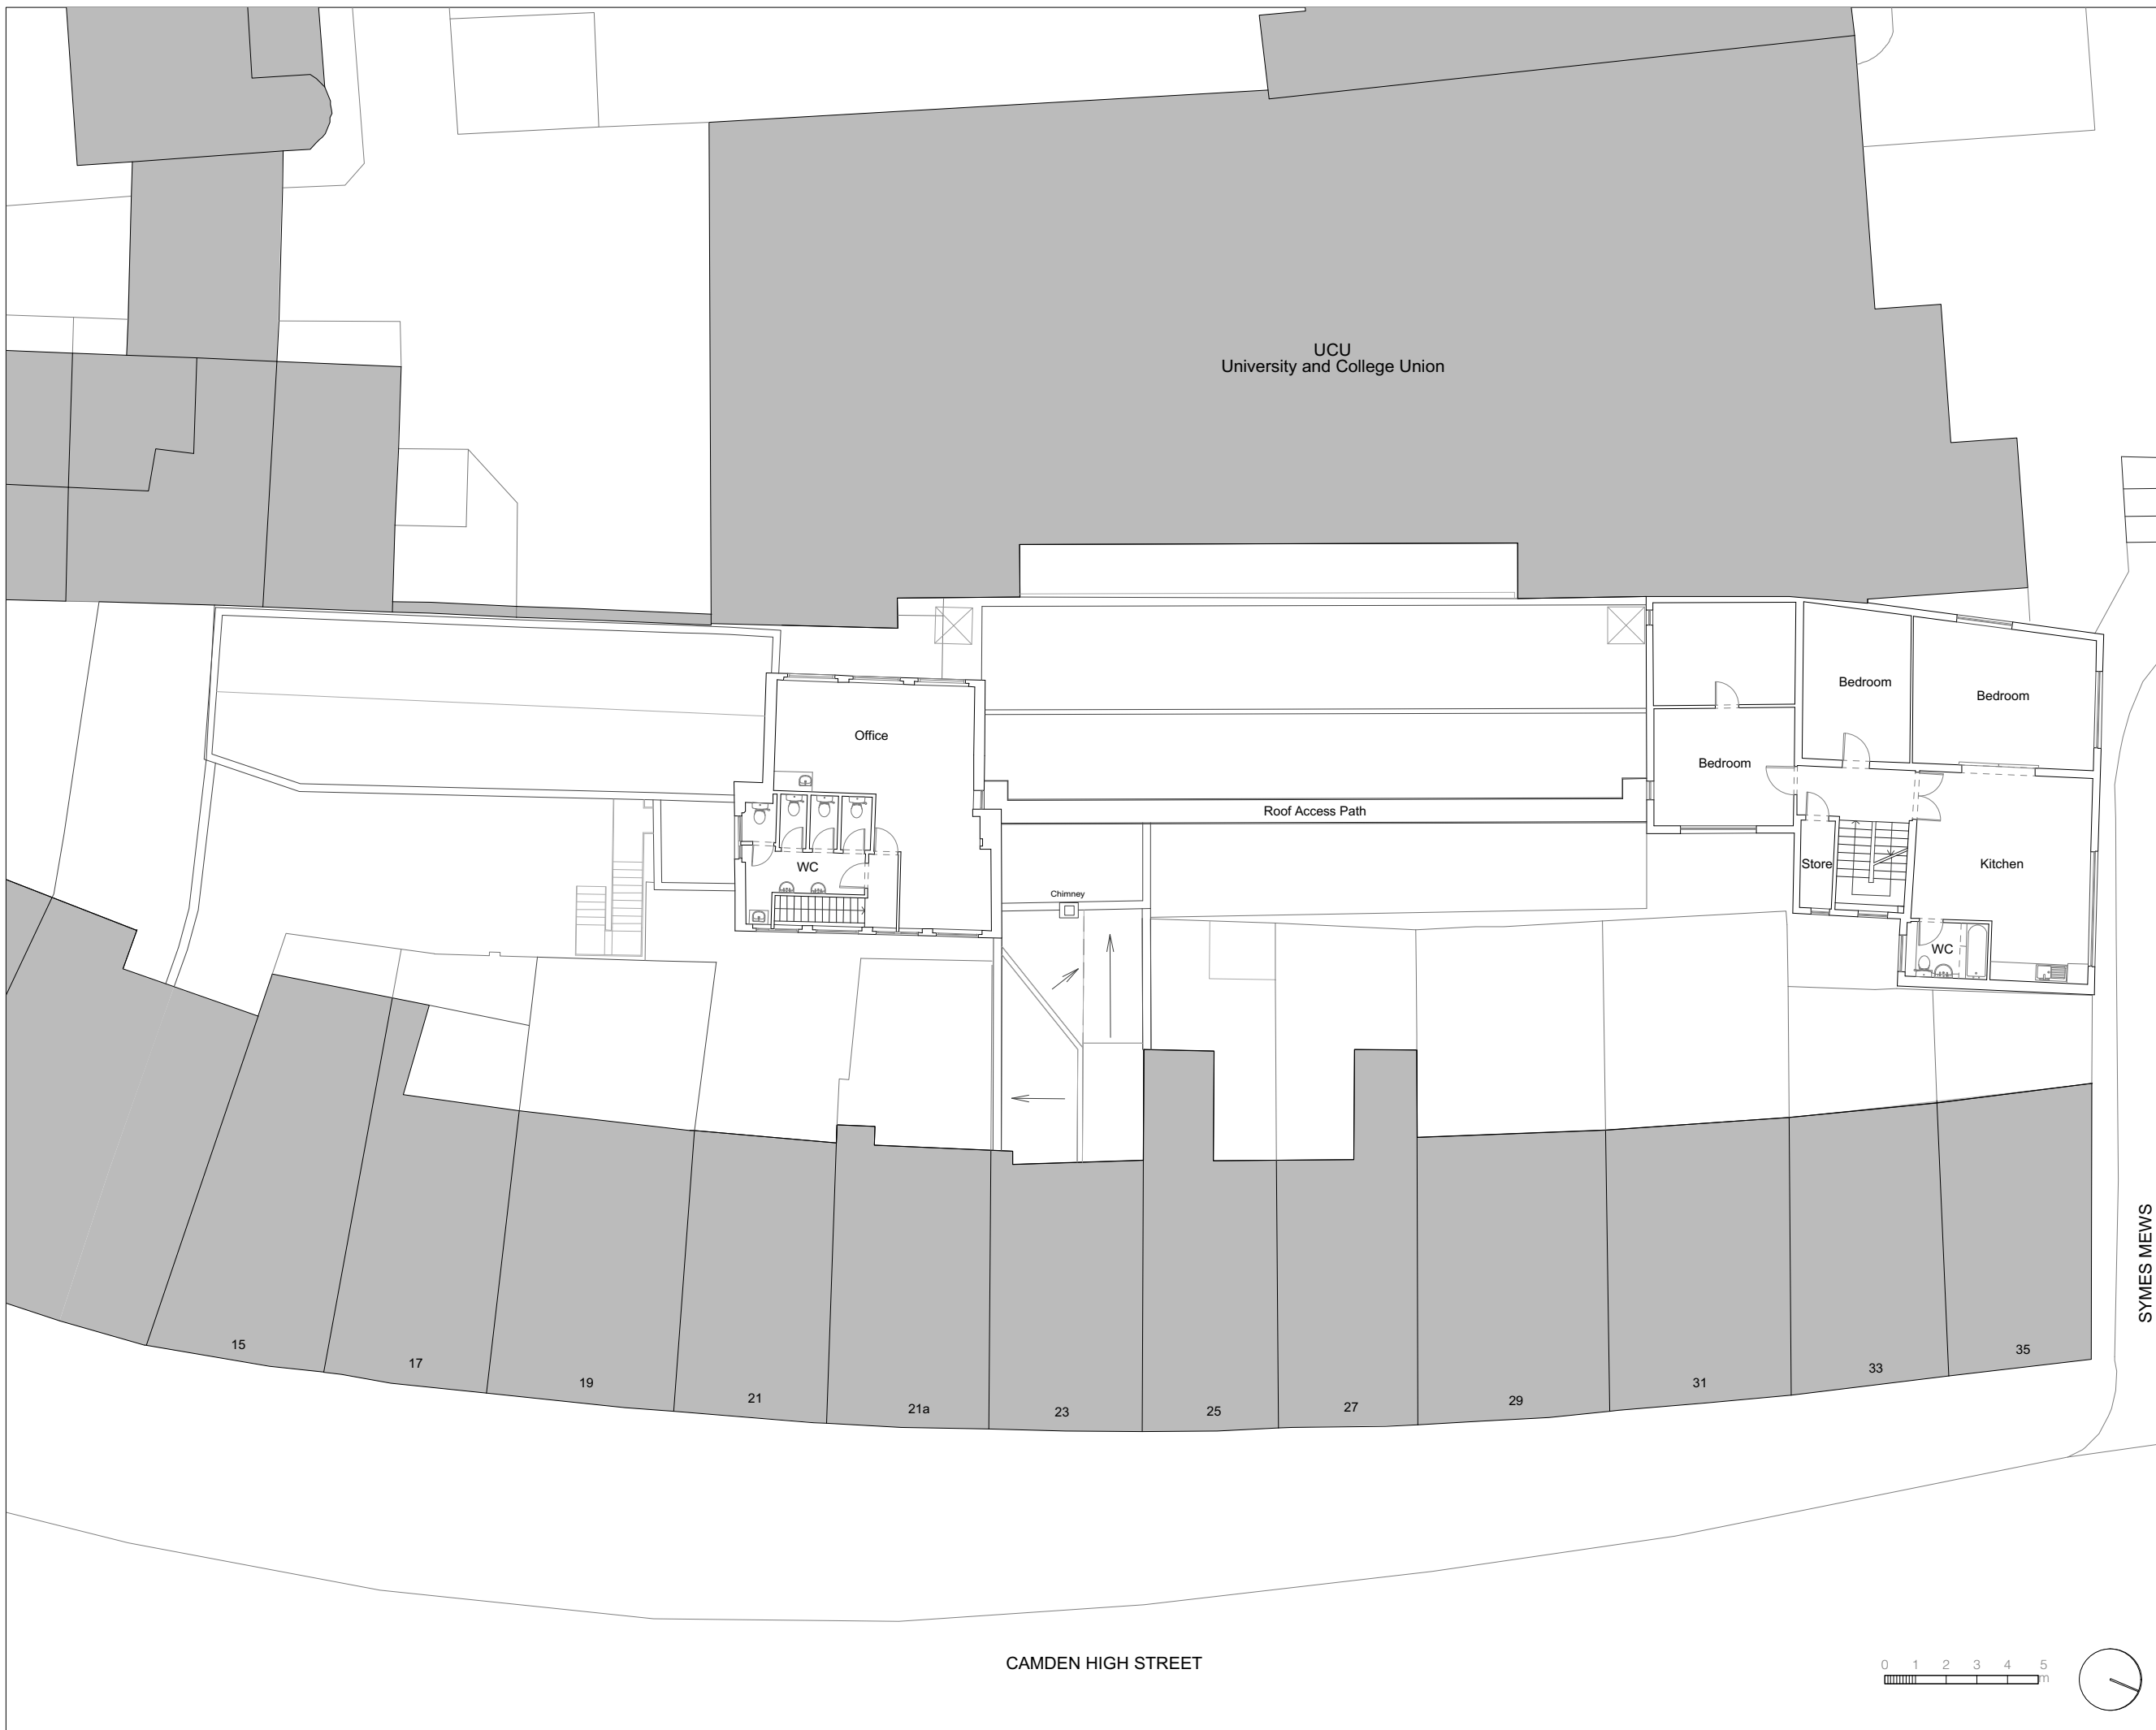 UCU
University and College Union
Bedroom
Bedroom
Office
Bedroom
Roof Access Path
WC
Store
Kitchen
Chimney
WC
SYMES MEWS
15
17
19
21
21a
23
25
27
29
31
33
35
CAMDEN HIGH STREET
0 1 2 3 4 5
m